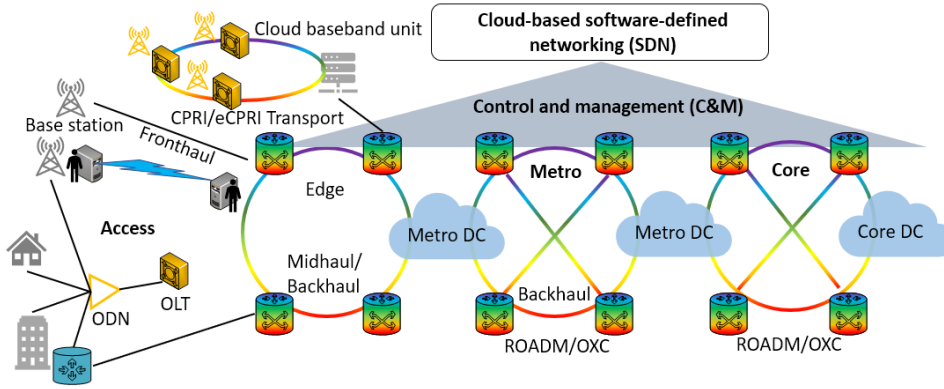 Cloud baseband unit
Cloud-based software-defined
networking (SDN)
CPRI/eCPRI Transport
Control and management (C&M)
Base station
Fronthaul
Edge
Metro
Core
Access
Metro DC
Metro DC
Core DC
Midhaul/
Backhaul
OLT
ODN
Backhaul
ROADM/OXC
ROADM/OXC